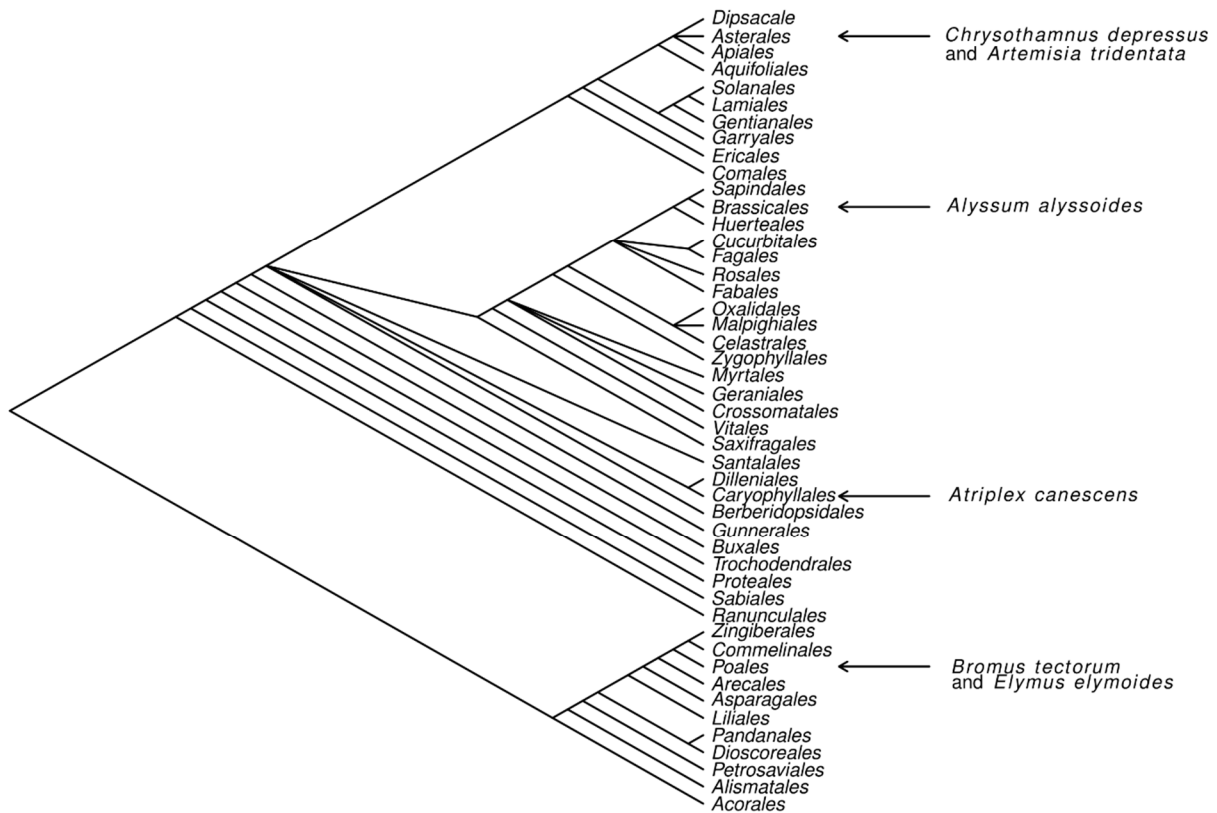 Dipsacale
Asterales
Chrysothamnus depressus
and Artemisia tridentata
Apiales
Aquifoliales
Solanales
Lamiales
Gentianales
Garryales
Ericales
Comales
Sapindales
Brassicales
Alyssum alyssoides
Huerteales
Cucurbitales
Fagales
Rosales
Fabales
Oxalidales
Malpighiales
Celastrales
Zygophyllales
Myrtales
Geraniales
Crossomatales
Vitales
Saxifragales
Santalales
Dilleniales
Caryophyllales
Atriplex canescens
Berberidopsidales
Gunnerales
Buxales
Trochodendrales
Proteales
Sabiales
Ranunculales
Zingiberales
Commelinales
Poales
Bromus tectorum
and Elymus elymoides
Arecales
Asparagales
Liliales
Pandanales
Dioscoreales
Petrosaviales
Alismatales
Acorales